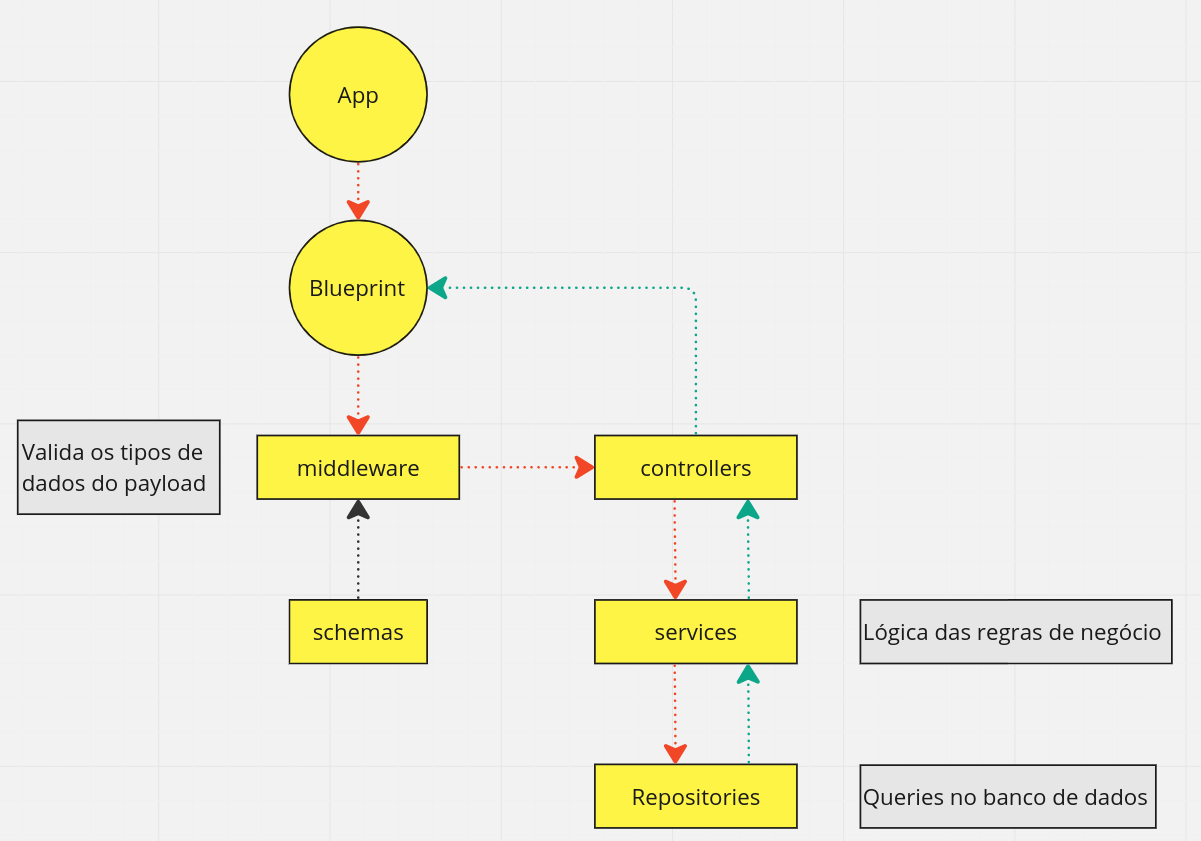 App
Blueprint
Valida os tipos de
dados do payload
middleware
controllers
schemas
services
Lógica das regras de negócio
Repositories
Queries no banco de dados